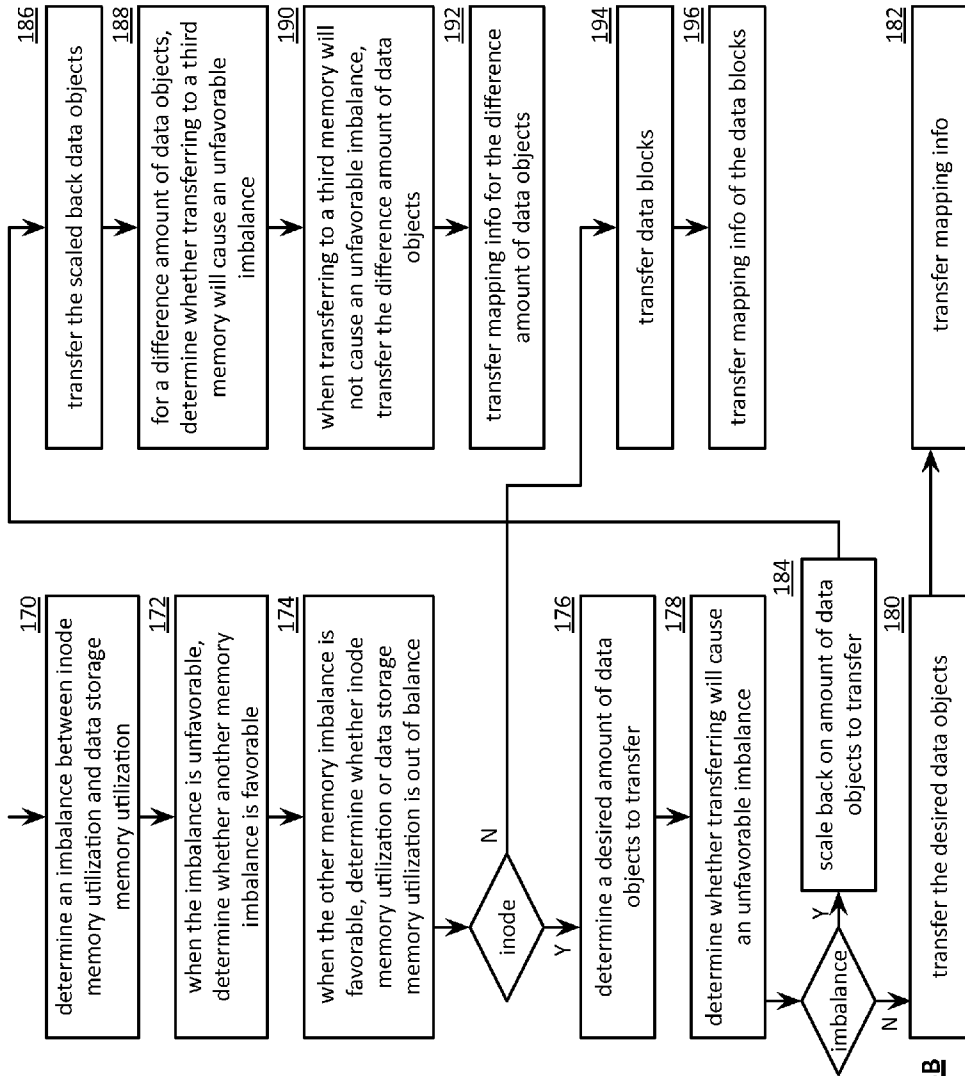 170
determine an imbalance between inode
memory utilization and data storage
memory utilization
172
when the imbalance is unfavorable,
determine whether another memory
imbalance is favorable
174
when the other memory imbalance is
favorable, determine whether inode
memory utilization or data storage
memory utilization is out of balance
inode
N
Y
176
determine a desired amount of data
objects to transfer
178
determine whether transferring will cause
an unfavorable imbalance
imbalance
Y
N
184
scale back on amount of data
objects to transfer
180
transfer the desired data objects
B
186
transfer the scaled back data objects
188
for a difference amount of data objects,
determine whether transferring to a third
memory will cause an unfavorable
imbalance
190
when transferring to a third memory will
not cause an unfavorable imbalance,
transfer the difference amount of data
objects
192
transfer mapping info for the difference
amount of data objects
194
transfer data blocks
196
transfer mapping info of the data blocks
182
transfer mapping info